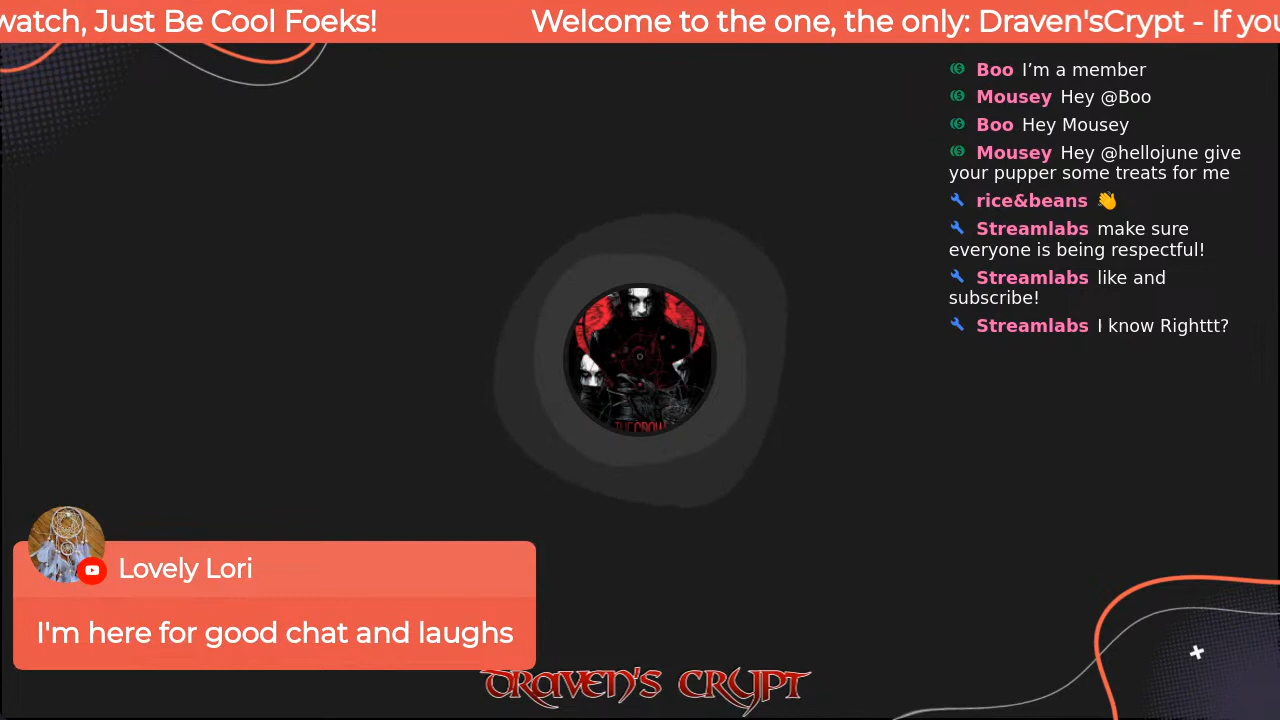 watch, Just Be Cool Foeks! Welcome to the one, the only: Draven'sCrypt - If you
Boo I’m a member
Mousey Hey @Boo
Boo Hey Mousey
Mousey Hey @hellojune give
your pupper some treats for me
rice&beans 👋
Streamlabs make sure
everyone is being respectful!
Streamlabs like and
subscribe!
Streamlabs I know Righttt?
THE CROW
Lovely Lori
I'm here for good chat and laughs
DRAVEN'S CRYPT